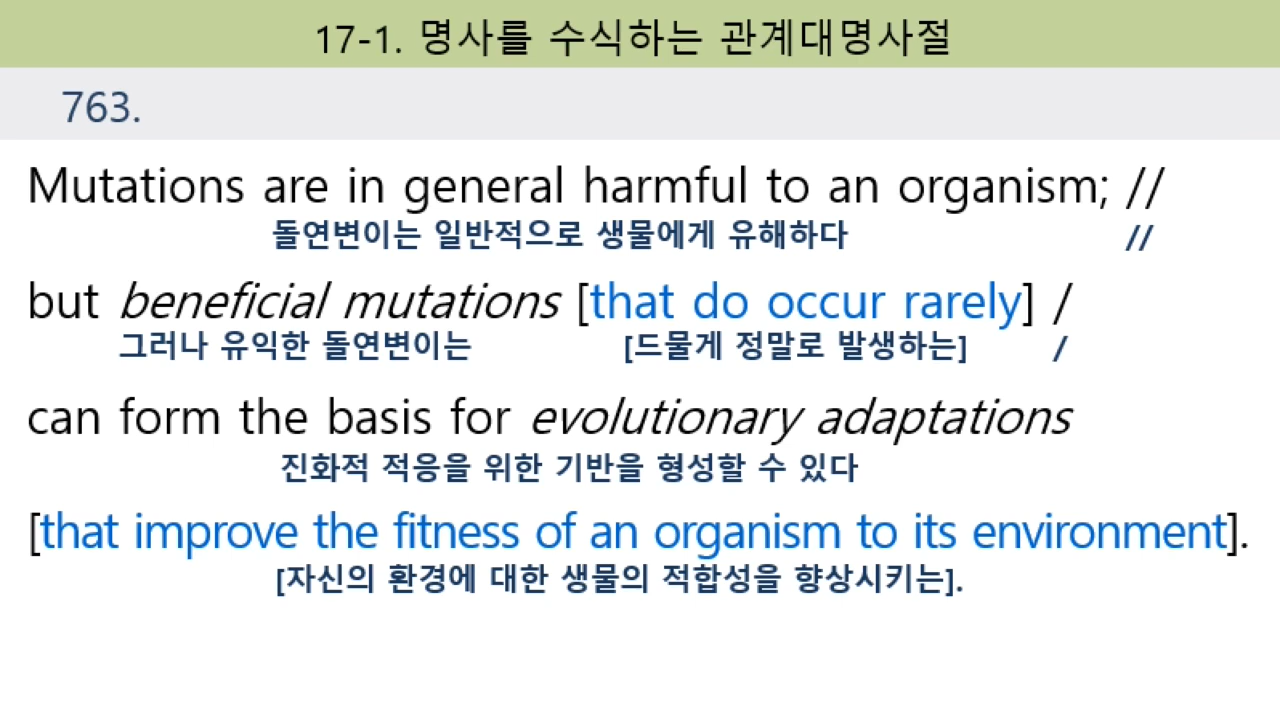 17-1. 명사를 수식하는 관계대명사절
763.
Mutations are in general harmful to an organism; //
돌연변이는 일반적으로 생물에게 유해하다 //
but beneficial mutations [that do occur rarely] /
그러나 유익한 돌연변이는 [드물게 정말로 발생하는] /
can form the basis for evolutionary adaptations
진화적 적응을 위한 기반을 형성할 수 있다
[that improve the fitness of an organism to its environment].
[자신의 환경에 대한 생물의 적합성을 향상시키는].